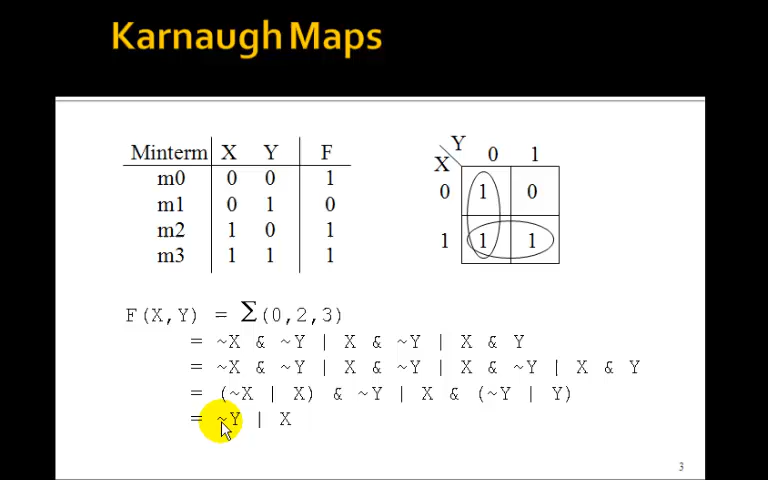 Karnaugh Maps
Minterm X Y F
m0 0 0 1
m1 0 1 0
m2 1 0 1
m3 1 1 1
Y
X 0 1
0 1 0
1 1 1
F(X,Y) = Σ(0,2,3)
= ~X & ~Y | X & ~Y | X & Y
= ~X & ~Y | X & ~Y | X & ~Y | X & Y
= (~X | X) & ~Y | X & (~Y | Y)
= ~Y | X
3